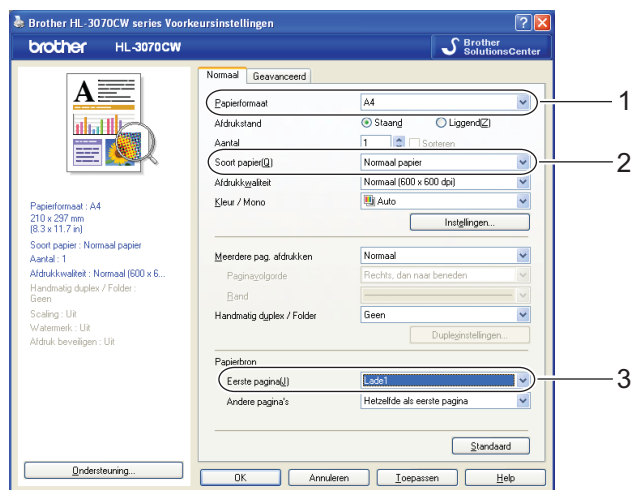 Brother HL-3070CW series Voorkeursinstellingen
brother HL-3070CW
Brother
SolutionsCenter
A
Papierformaat : A4
210 x 297 mm
(8.3 x 11.7 in)
Soort papier : Normaal papier
Aantal : 1
Afdrukkwaliteit : Normaal (600 x 6...
Handmatig duplex / Folder :
Geen
Scaling : Uit
Watermerk : Uit
Afdruk beveiligen : Uit
Ondersteuning...
Normaal Geavanceerd
Papierformaat A4 1
Afdrukstand Staand Liggend(Z)
Aantal 1 Sorteren
Soort papier(Q) Normaal papier 2
Afdrukkwaliteit Normaal (600 x 600 dpi)
Kleur / Mono Auto
Instellingen...
Meerdere pag. afdrukken Normaal
Paginavolgorde Rechts, dan naar beneden
Rand
Handmatig duplex / Folder Geen
Duplexinstellingen...
Papierbron
Eerste pagina(J) Lade1 3
Andere pagina's Hetzelfde als eerste pagina
Standaard
OK Annuleren Toepassen Help